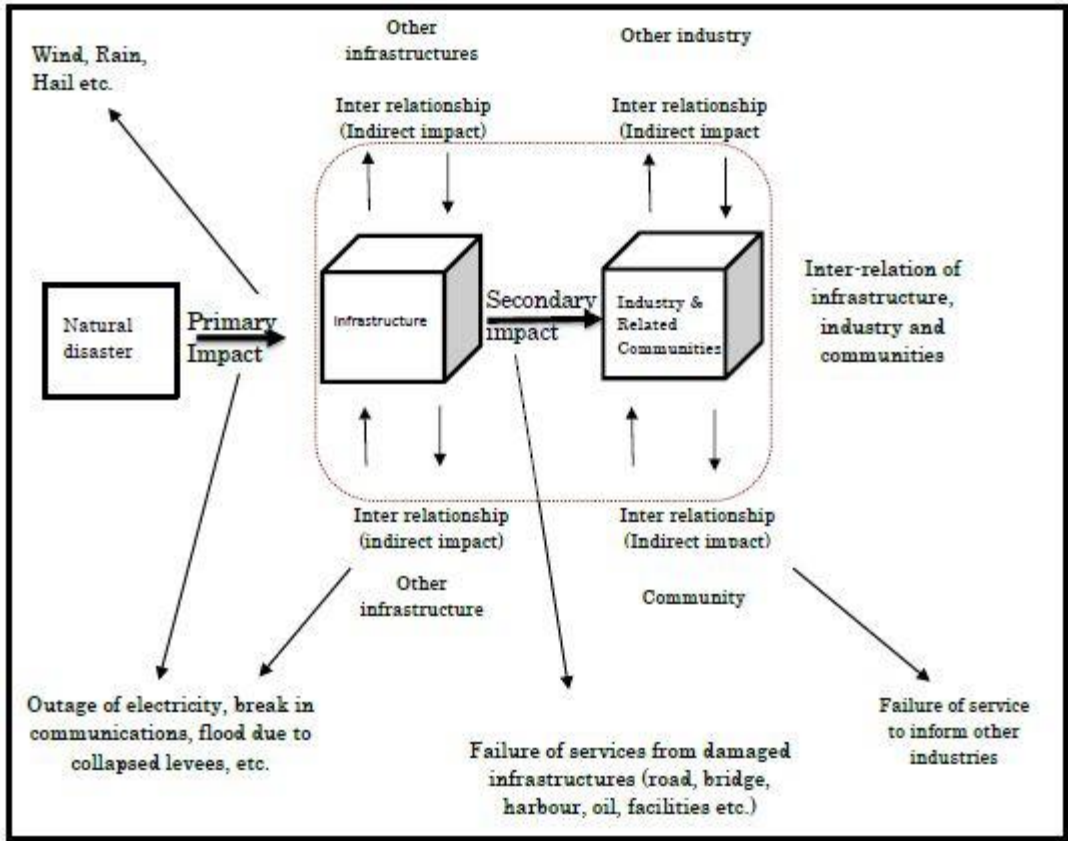 Wind, Rain,
Hail etc.
Other
infrastructures
Other industry
Inter relationship
(Indirect impact)
Inter relationship
(Indirect impact
Natural
disaster
Primary
Impact
Infrastructure
Secondary
impact
Industry &
Related
Communities
Inter-relation of
infrastructure,
industry and
communities
Inter relationship
(indirect impact)
Other
infrastructure
Inter relationship
(Indirect impact)
Community
Outage of electricity, break in
communications, flood due to
collapsed levees, etc.
Failure of services from damaged
infrastructures (road, bridge,
harbour, oil, facilities etc.)
Failure of service
to inform other
industries